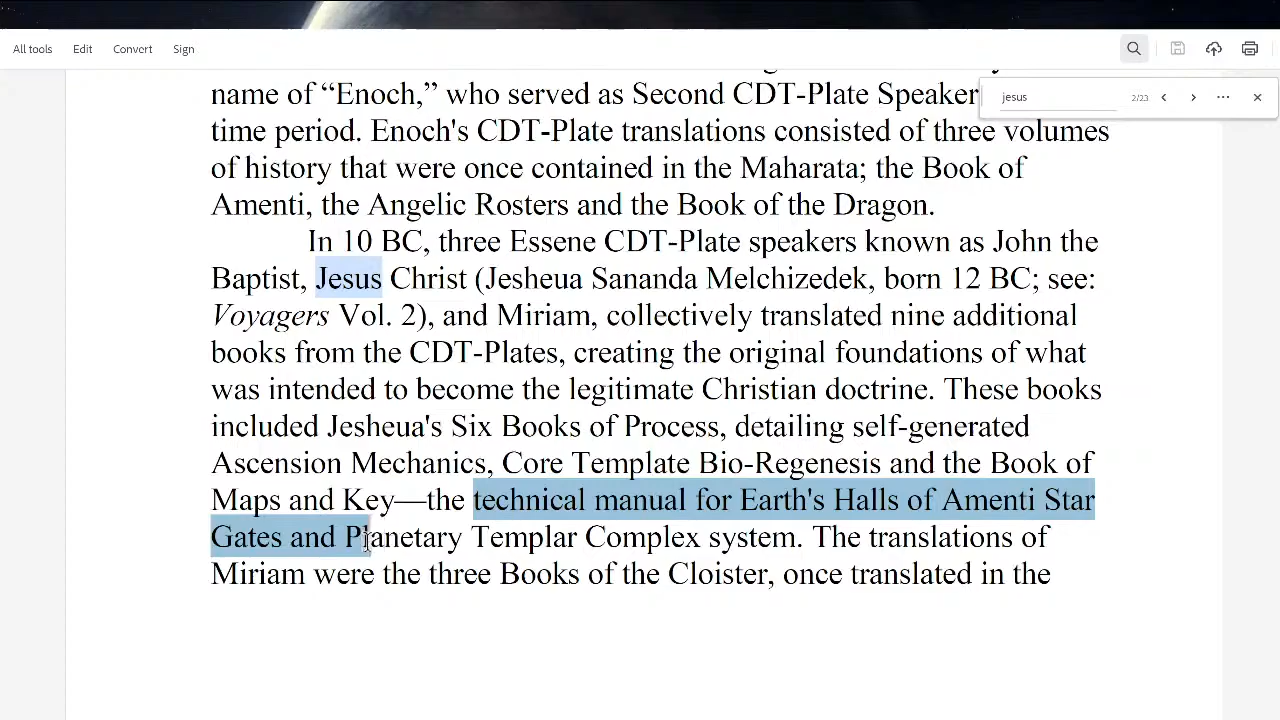 All tools Edit Convert Sign
jesus 2/23
name of “Enoch,” who served as Second CDT-Plate Speaker
time period. Enoch's CDT-Plate translations consisted of three volumes
of history that were once contained in the Maharata; the Book of
Amenti, the Angelic Rosters and the Book of the Dragon.
In 10 BC, three Essene CDT-Plate speakers known as John the
Baptist, Jesus Christ (Jesheua Sananda Melchizedek, born 12 BC; see:
Voyagers Vol. 2), and Miriam, collectively translated nine additional
books from the CDT-Plates, creating the original foundations of what
was intended to become the legitimate Christian doctrine. These books
included Jesheua's Six Books of Process, detailing self-generated
Ascension Mechanics, Core Template Bio-Regenesis and the Book of
Maps and Key—the technical manual for Earth's Halls of Amenti Star
Gates and Planetary Templar Complex system. The translations of
Miriam were the three Books of the Cloister, once translated in the